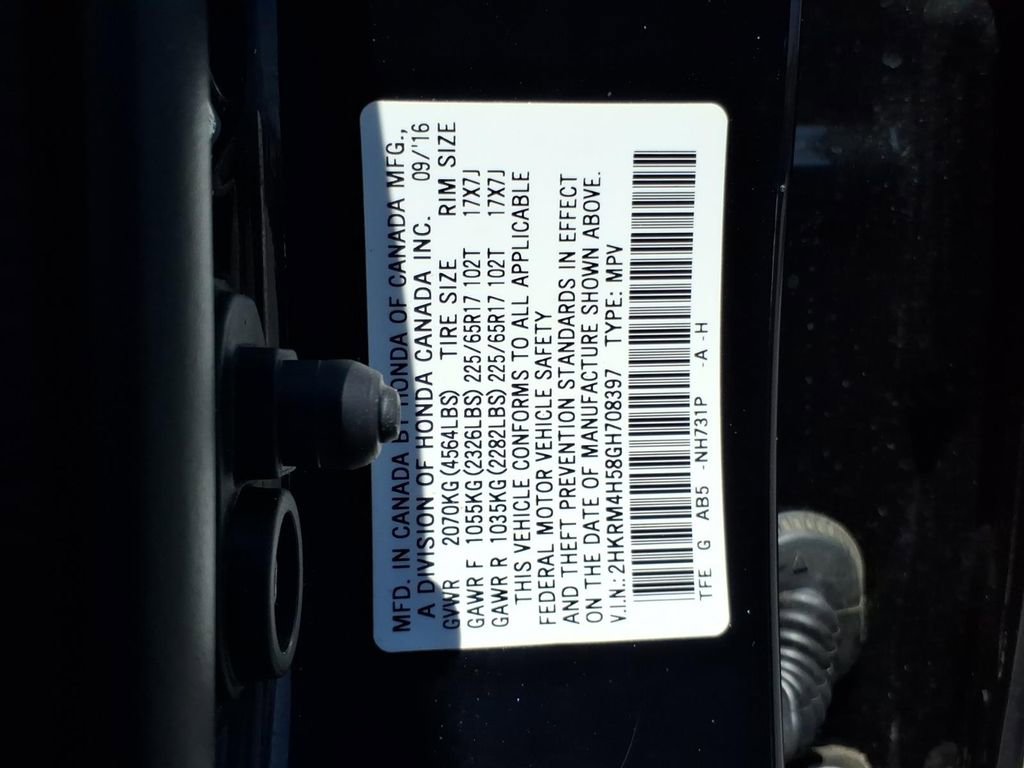 MFD. IN CANADA BY HONDA OF CANADA MFG.,
A DIVISION OF HONDA CANADA INC. 09/'16
GVWR 2070KG(4564LBS) TIRE SIZE RIM SIZE
GAWR F 1055KG(2326LBS) 225/65R17 102T 17X7J
GAWR R 1035KG(2282LBS) 225/65R17 102T 17X7J
THIS VEHICLE CONFORMS TO ALL APPLICABLE
FEDERAL MOTOR VEHICLE SAFETY
AND THEFT PREVENTION STANDARDS IN EFFECT
ON THE DATE OF MANUFACTURE SHOWN ABOVE.
V.I.N.: 2HKRM4H58GH708397 TYPE: MPV
TFE G AB5 -NH731P -A -H